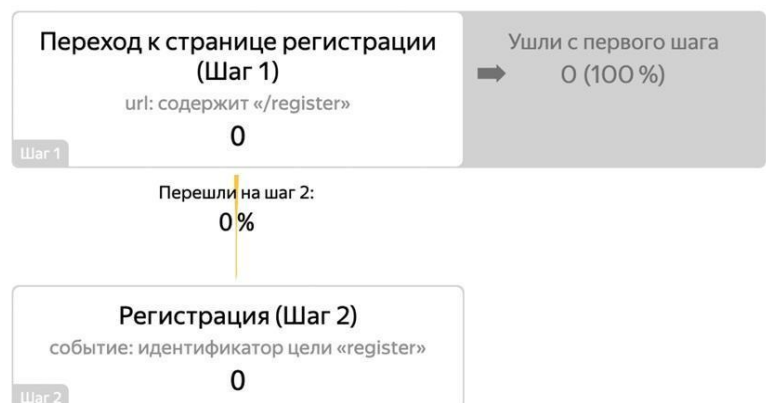 Переход к странице регистрации
(Шаг 1)
url: содержит «/register»
0
Шаг 1
Ушли с первого шага
0 (100 %)
Перешли на шаг 2:
0 %
Регистрация (Шаг 2)
событие: идентификатор цели «register»
0
Шаг 2